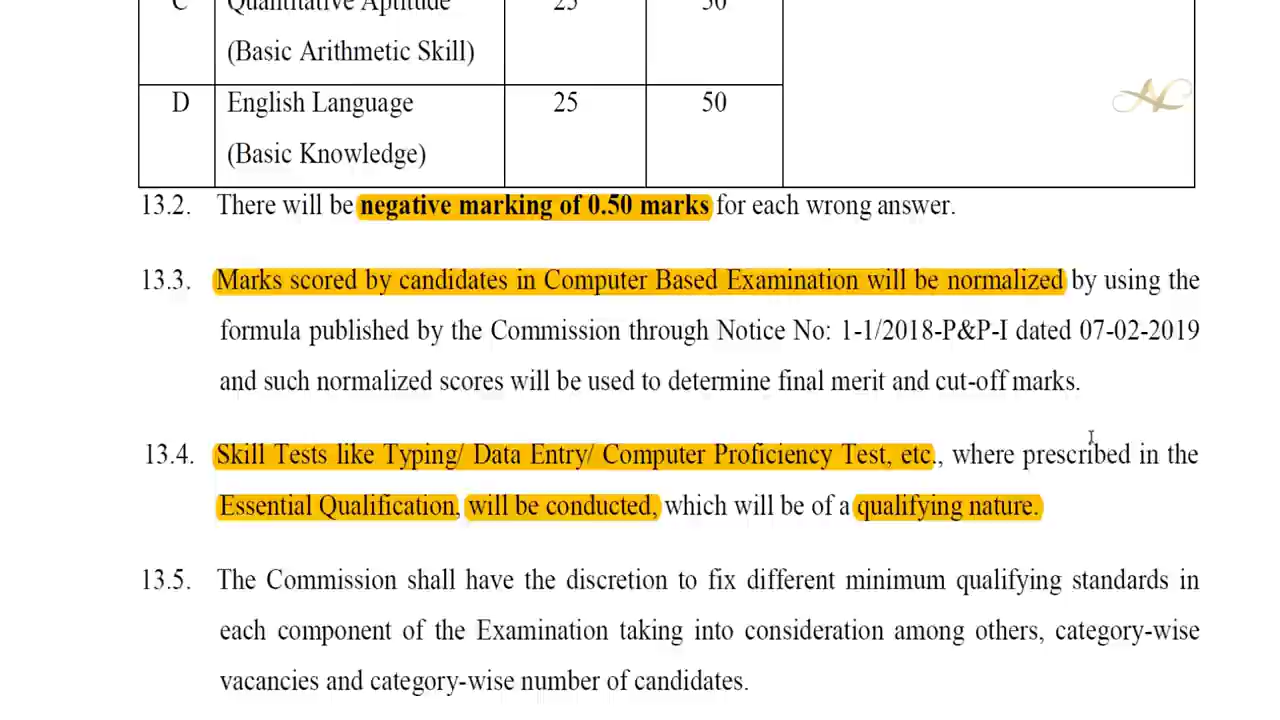 C Quantitative Aptitude 25 50
(Basic Arithmetic Skill)
D English Language 25 50
(Basic Knowledge)
13.2. There will be negative marking of 0.50 marks for each wrong answer.
13.3. Marks scored by candidates in Computer Based Examination will be normalized by using the
formula published by the Commission through Notice No: 1-1/2018-P&P-I dated 07-02-2019
and such normalized scores will be used to determine final merit and cut-off marks.
13.4. Skill Tests like Typing/ Data Entry/ Computer Proficiency Test, etc., where prescribed in the
Essential Qualification, will be conducted, which will be of a qualifying nature.
13.5. The Commission shall have the discretion to fix different minimum qualifying standards in
each component of the Examination taking into consideration among others, category-wise
vacancies and category-wise number of candidates.